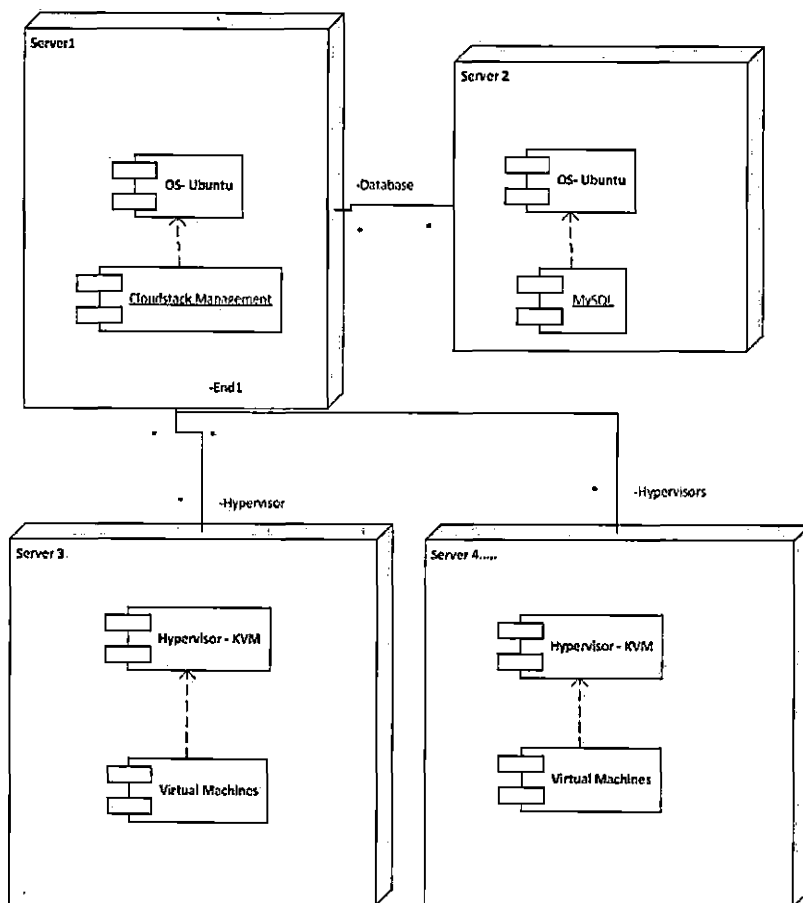 Server1
Server 2
OS- Ubuntu
OS- Ubuntu
-Database
*
*
Cloudstack Management
MySQL
-End1
*
*
*
-Hypervisor
*
-Hypervisors
Server 3
Server 4.....
Hypervisor - KVM
Hypervisor - KVM
Virtual Machines
Virtual Machines